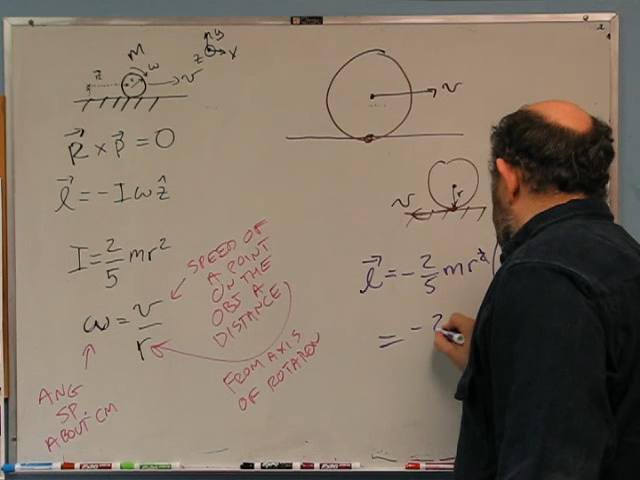 M
ω
v
y
z x
R⃗ × p⃗ = 0
l⃗ = - I ω ẑ
I = 2/5 mr²
ω = v/r
SPEED OF
A POINT
ON THE
OBJ A
DISTANCE
FROM AXIS
OF ROTATION
ANG
SP.
ABOUT CM
v
v
r
l⃗ = - 2/5 mr² (
= - 2